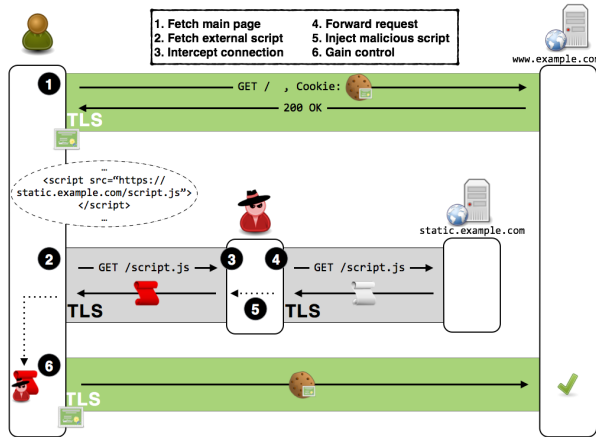 1. Fetch main page
2. Fetch external script
3. Intercept connection
4. Forward request
5. Inject malicious script
6. Gain control
www.example.com
1
GET / , Cookie:
200 OK
TLS
…
<script src=“https://
static.example.com/script.js”>
</script>
…
static.example.com
2
GET /script.js
3
4
GET /script.js
5
TLS
TLS
6
TLS